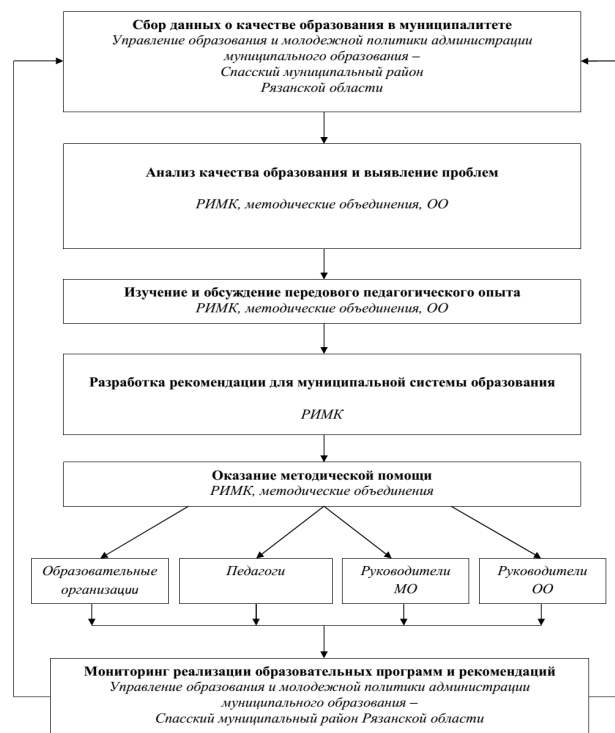 Сбор данных о качестве образования в муниципалитете
Управление образования и молодежной политики администрации
муниципального образования –
Спасский муниципальный район
Рязанской области
Анализ качества образования и выявление проблем
РИМК, методические объединения, ОО
Изучение и обсуждение передового педагогического опыта
РИМК, методические объединения, ОО
Разработка рекомендации для муниципальной системы образования
РИМК
Оказание методической помощи
РИМК, методические объединения
Образовательные
организации
Педагоги
Руководители
МО
Руководители
ОО
Мониторинг реализации образовательных программ и рекомендаций
Управление образования и молодежной политики администрации
муниципального образования –
Спасский муниципальный район Рязанской области